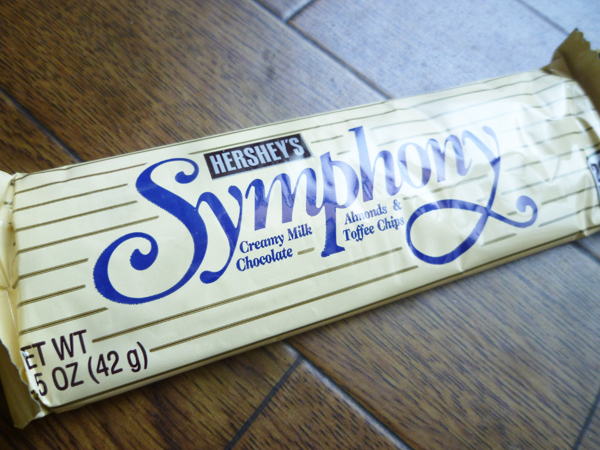 HERSHEY'S
Symphony
Creamy Milk
Chocolate
Almonds &
Toffee Chips
ET WT
.5 OZ (42 g)